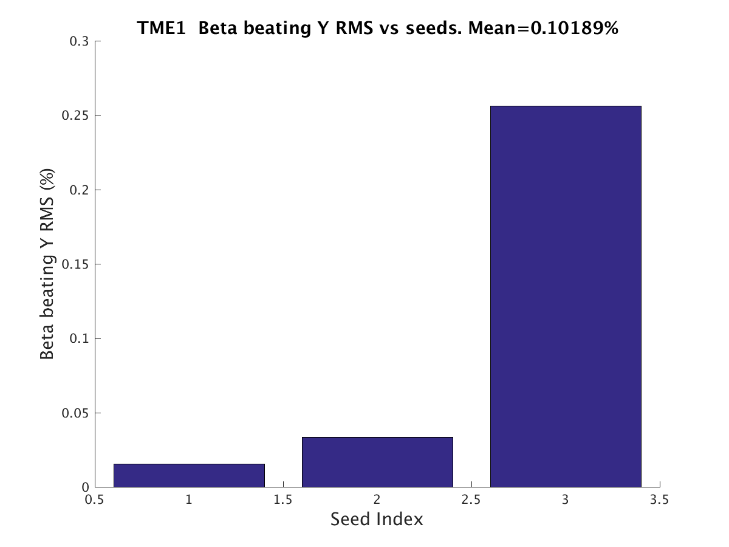 TME1  Beta beating Y RMS vs seeds. Mean=0.10189%
0.3
0.25
0.2
0.15
0.1
0.05
0
Beta beating Y RMS (%)
0.5 1 1.5 2 2.5 3 3.5
Seed Index